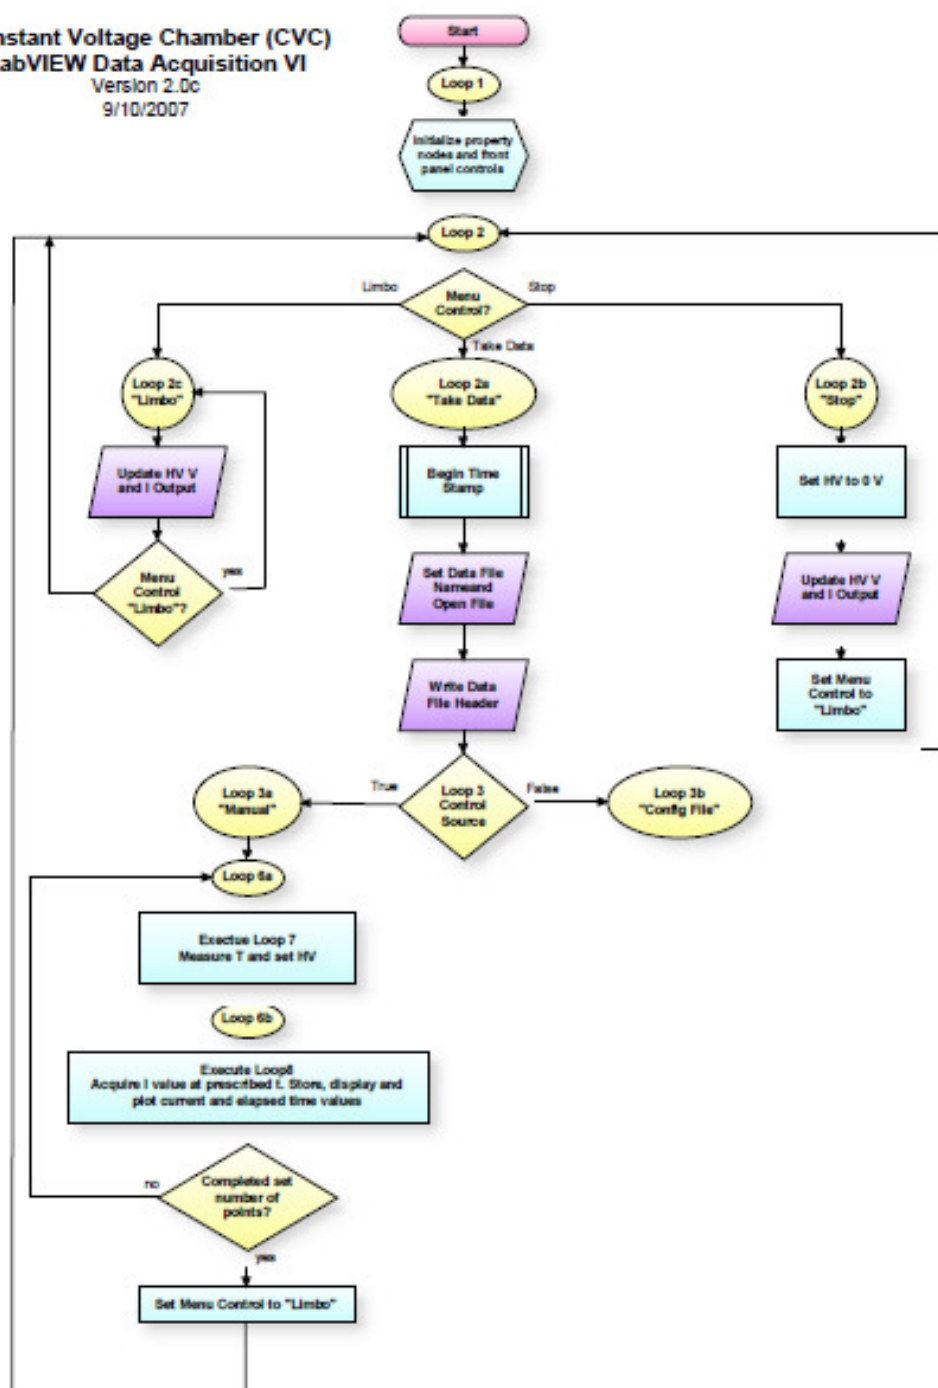 nstant Voltage Chamber (CVC)
abVIEW Data Acquisition VI
Version 2.0c
9/10/2007
Start
Loop 1
Initialize property
nodes and front
panel controls
Loop 2
Limbo
Menu
Control?
Stop
Take Data
Loop 2c
"Limbo"
Loop 2a
"Take Data"
Loop 2b
"Stop"
Update HV V
and I Output
Begin Time
Stamp
Set HV to 0 V
Menu
Control
"Limbo"?
yes
Set Data File
Nameand
Open File
Update HV V
and I Output
Write Data
File Header
Set Menu
Control to
"Limbo"
Loop 3a
"Manual"
True
Loop 3
Control
Source
False
Loop 3b
"Config File"
Loop 6a
Exectue Loop 7
Measure T and set HV
Loop 6b
Execute Loop8
Acquire I value at prescribed t. Store, display and
plot current and elapsed time values
no
Completed set
number of
points?
yes
Set Menu Control to "Limbo"